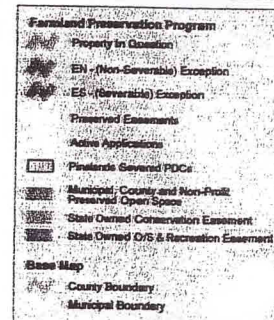 Farmland Preservation Program
Property In Question
EN - (Non-Severable) Exception
ES - (Severable) Exception
Preserved Easements
Active Applications
Pinelands Severed PDCs
Municipal, County and Non-Profit
Preserved Open Space
State Owned Conservation Easement
State Owned O/S & Recreation Easement
Base Map
County Boundary
Municipal Boundary